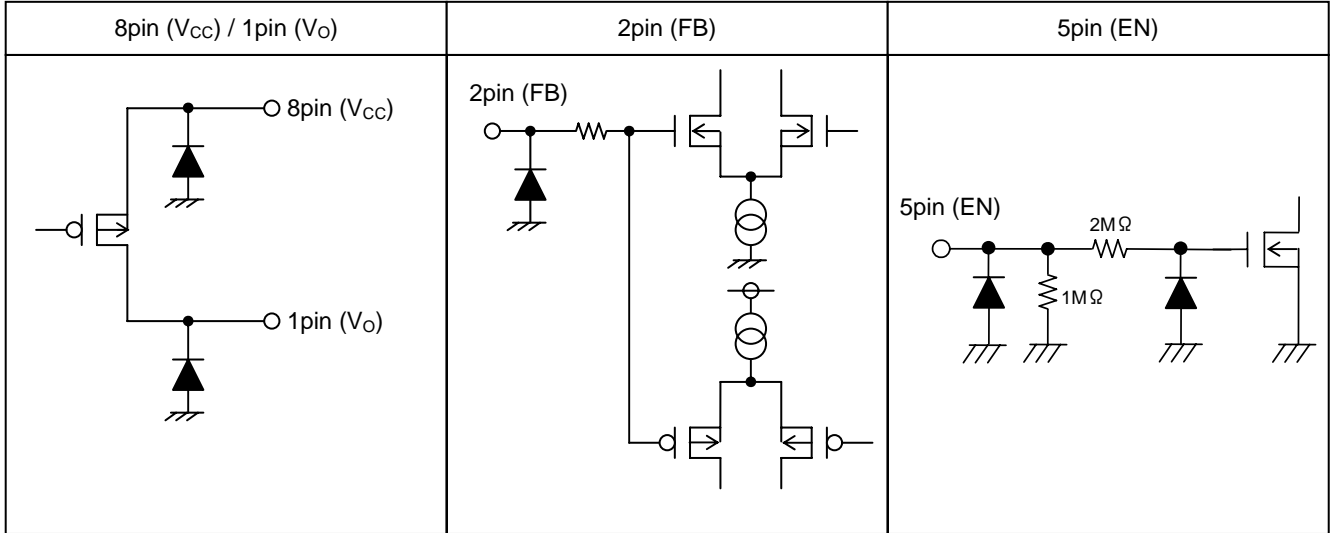 8pin (VCC) / 1pin (VO)
2pin (FB)
5pin (EN)
8pin (VCC)
1pin (VO)
2pin (FB)
5pin (EN)
2MΩ
1MΩ